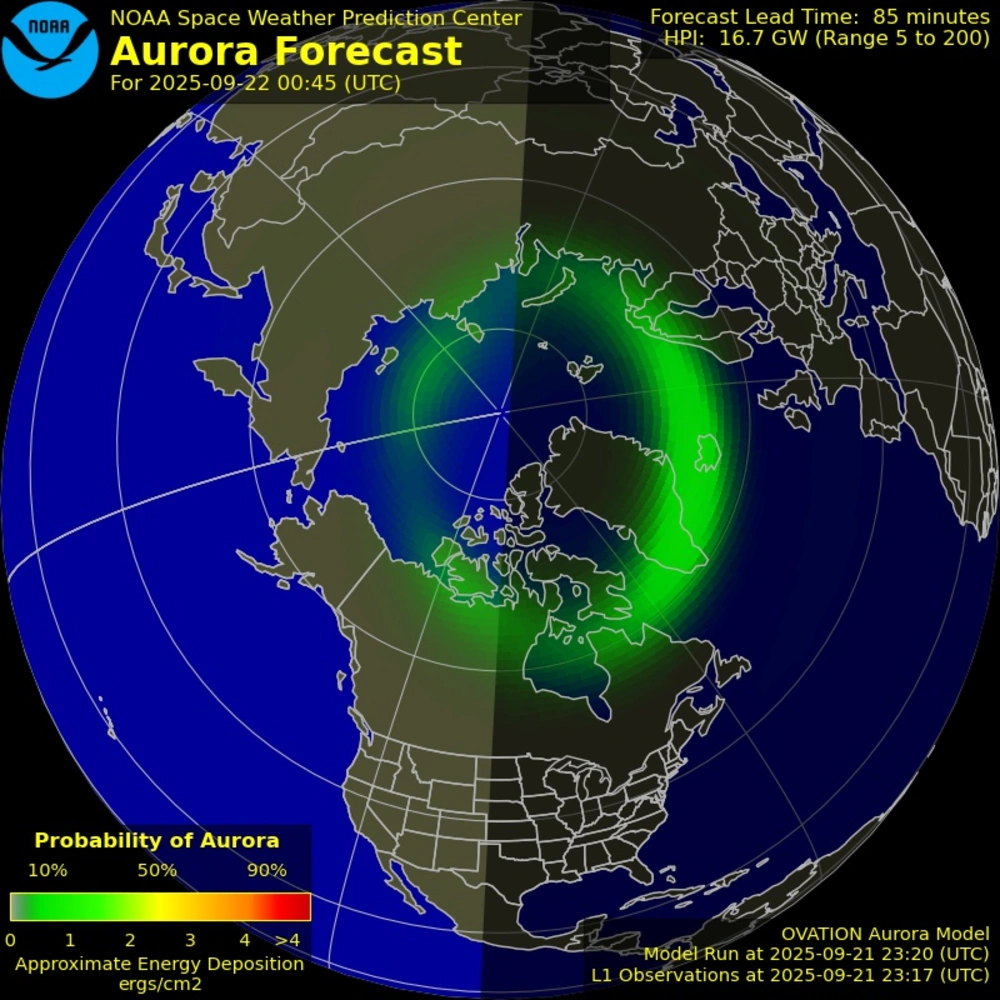 NOAA
NOAA Space Weather Prediction Center
Aurora Forecast
For 2025-09-22 00:45 (UTC)
Forecast Lead Time: 85 minutes
HPI: 16.7 GW (Range 5 to 200)
Probability of Aurora
10% 50% 90%
0 1 2 3 4 >4
Approximate Energy Deposition
ergs/cm2
OVATION Aurora Model
Model Run at 2025-09-21 23:20 (UTC)
L1 Observations at 2025-09-21 23:17 (UTC)